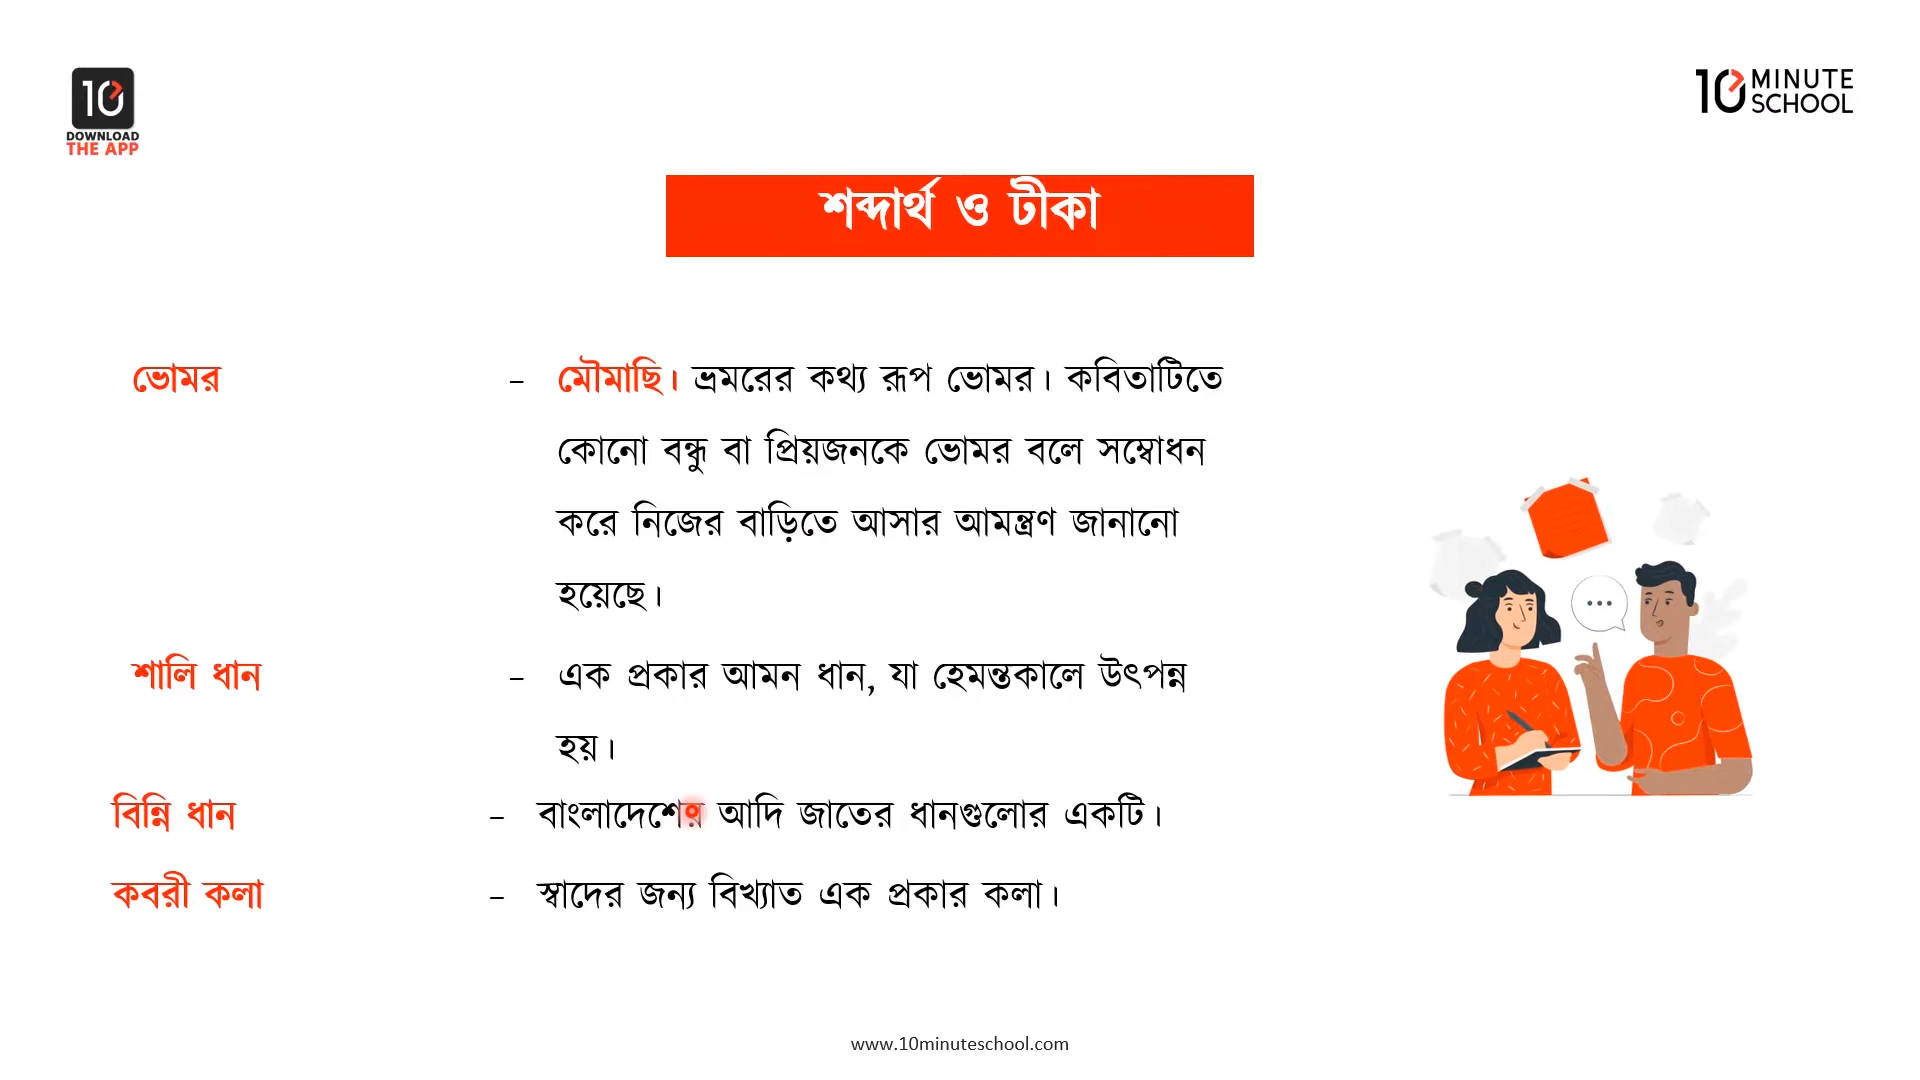 10
DOWNLOAD
THE APP
10 MINUTE
SCHOOL
শব্দার্থ ও টীকা
ভোমর – মৌমাছি। ভ্রমরের কথ্য রূপ ভোমর। কবিতাটিতে
কোনো বন্ধু বা প্রিয়জনকে ভোমর বলে সম্বোধন
করে নিজের বাড়িতে আসার আমন্ত্রণ জানানো
হয়েছে।
শালি ধান – এক প্রকার আমন ধান, যা হেমন্তকালে উৎপন্ন
হয়।
বিন্নি ধান – বাংলাদেশের আদি জাতের ধানগুলোর একটি।
কবরী কলা – স্বাদের জন্য বিখ্যাত এক প্রকার কলা।
www.10minuteschool.com